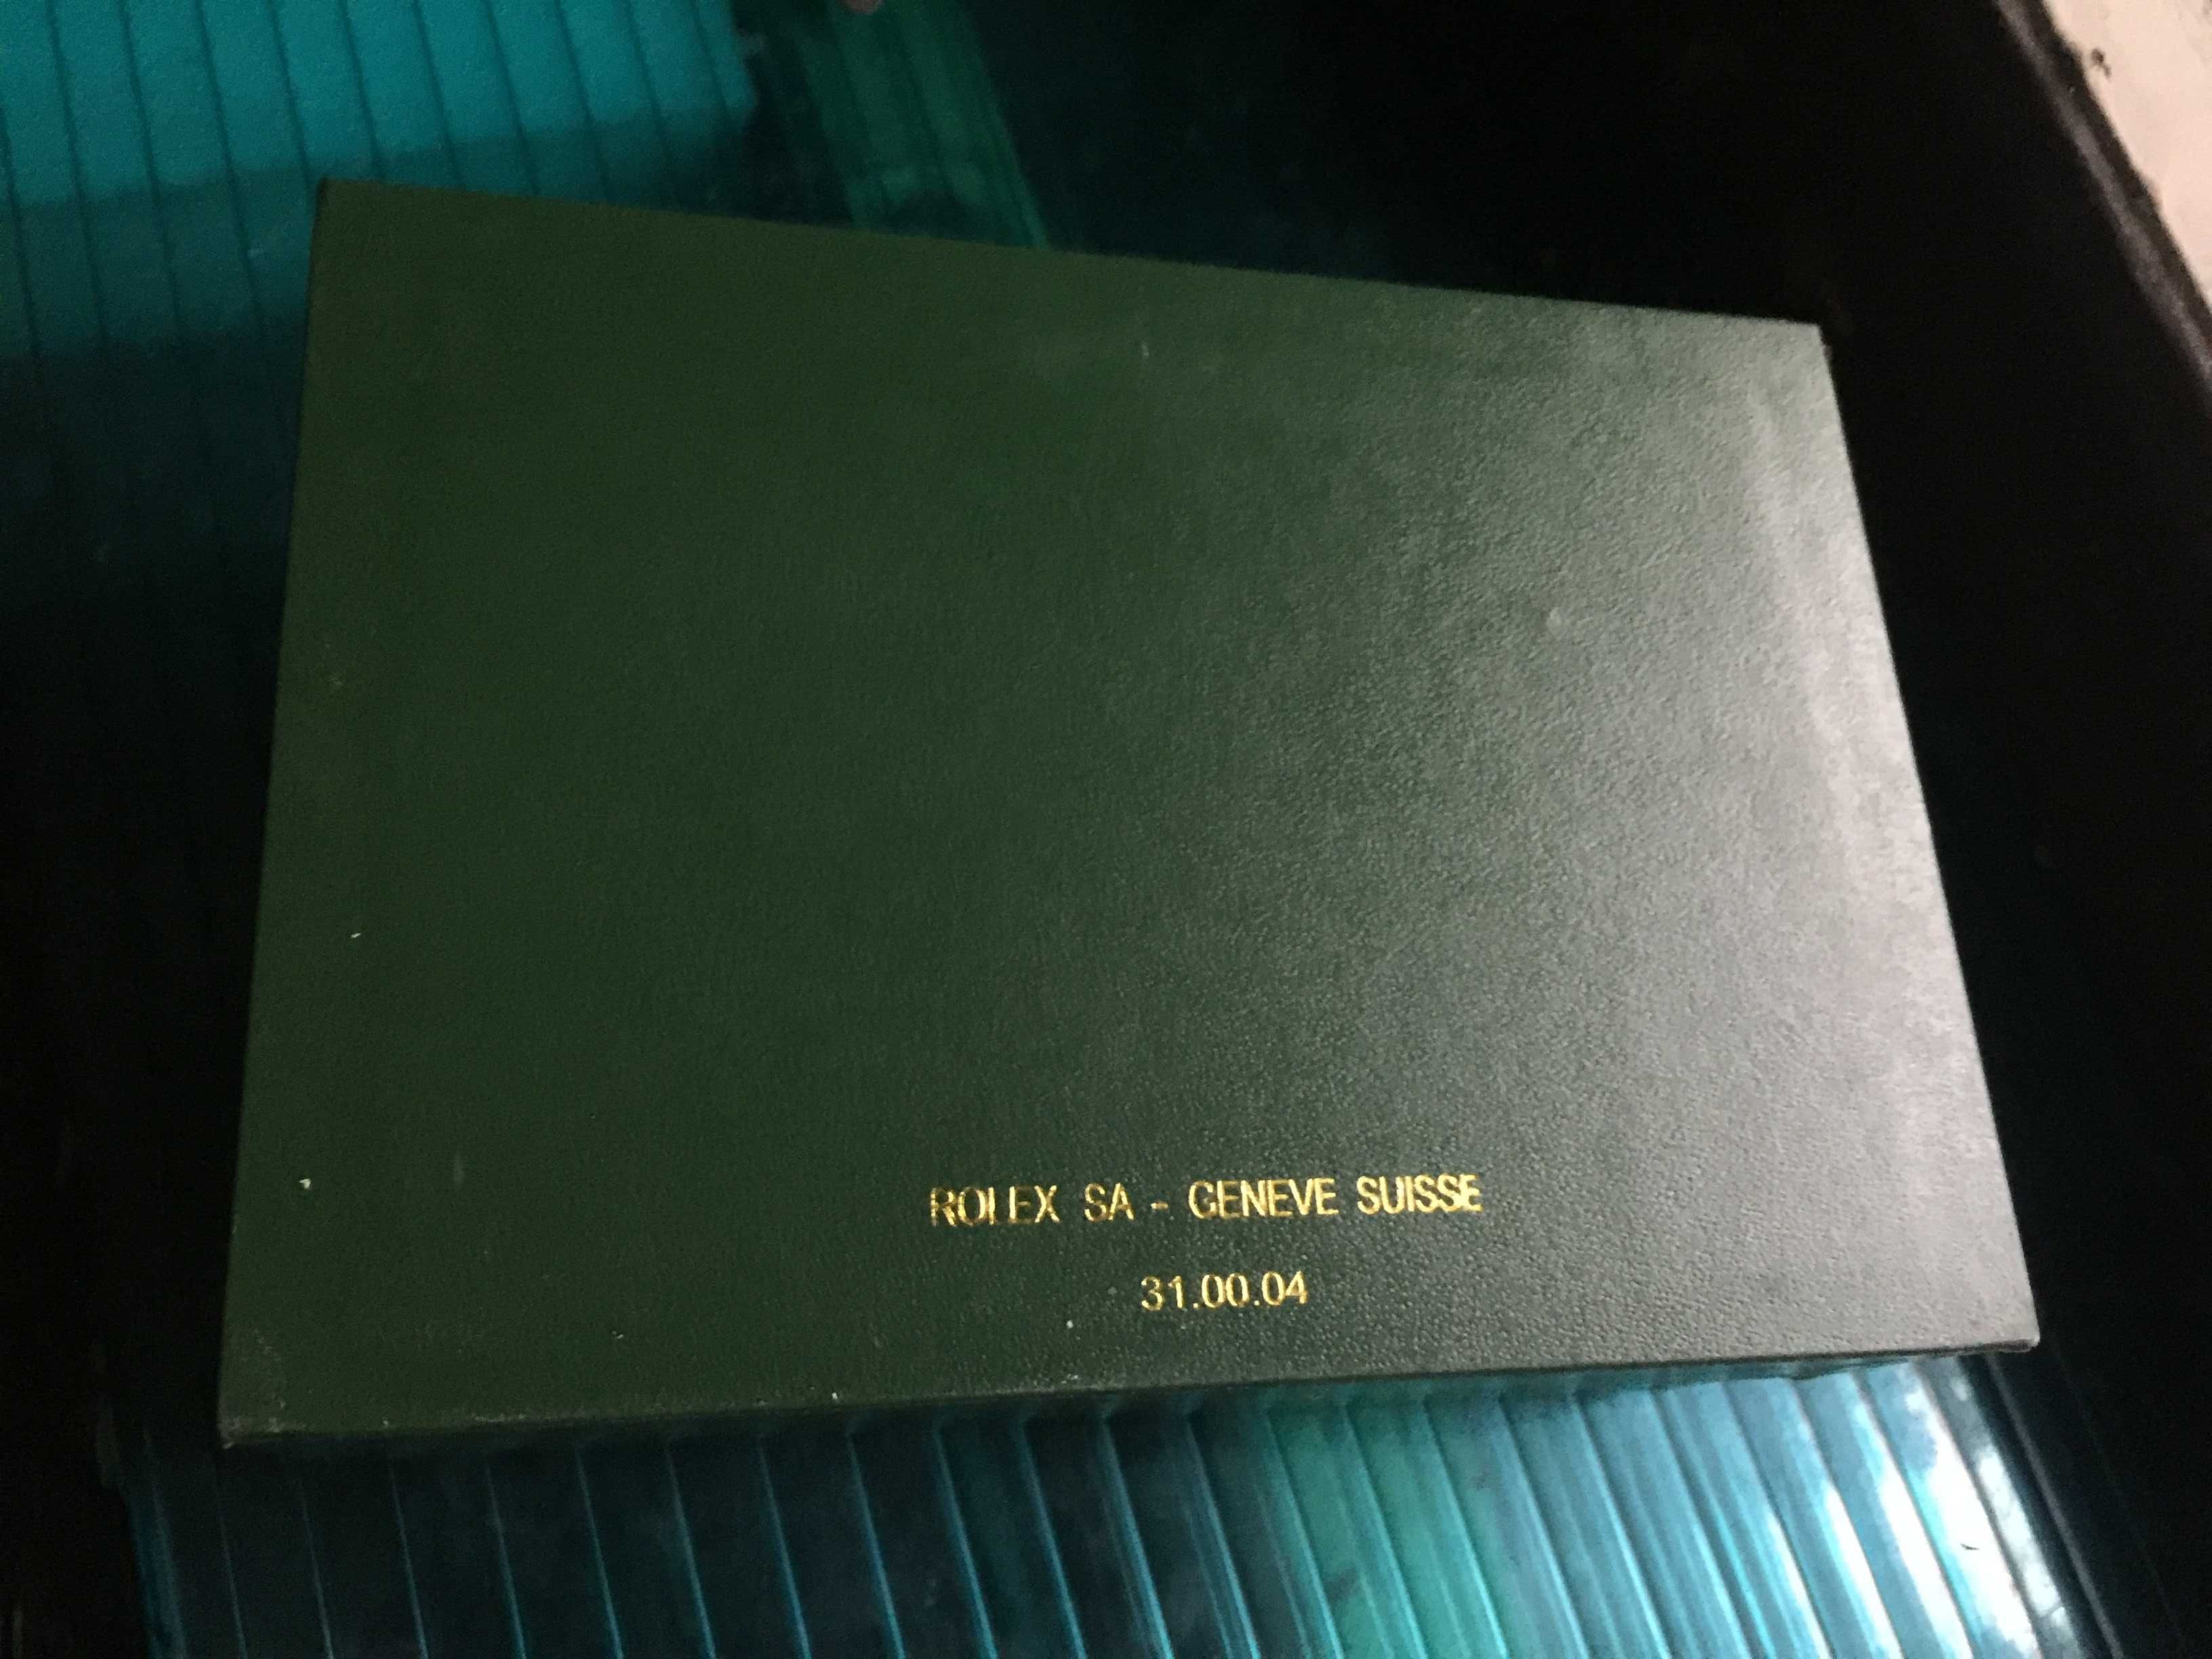 ROLEX SA - GENEVE SUISSE
31.00.04